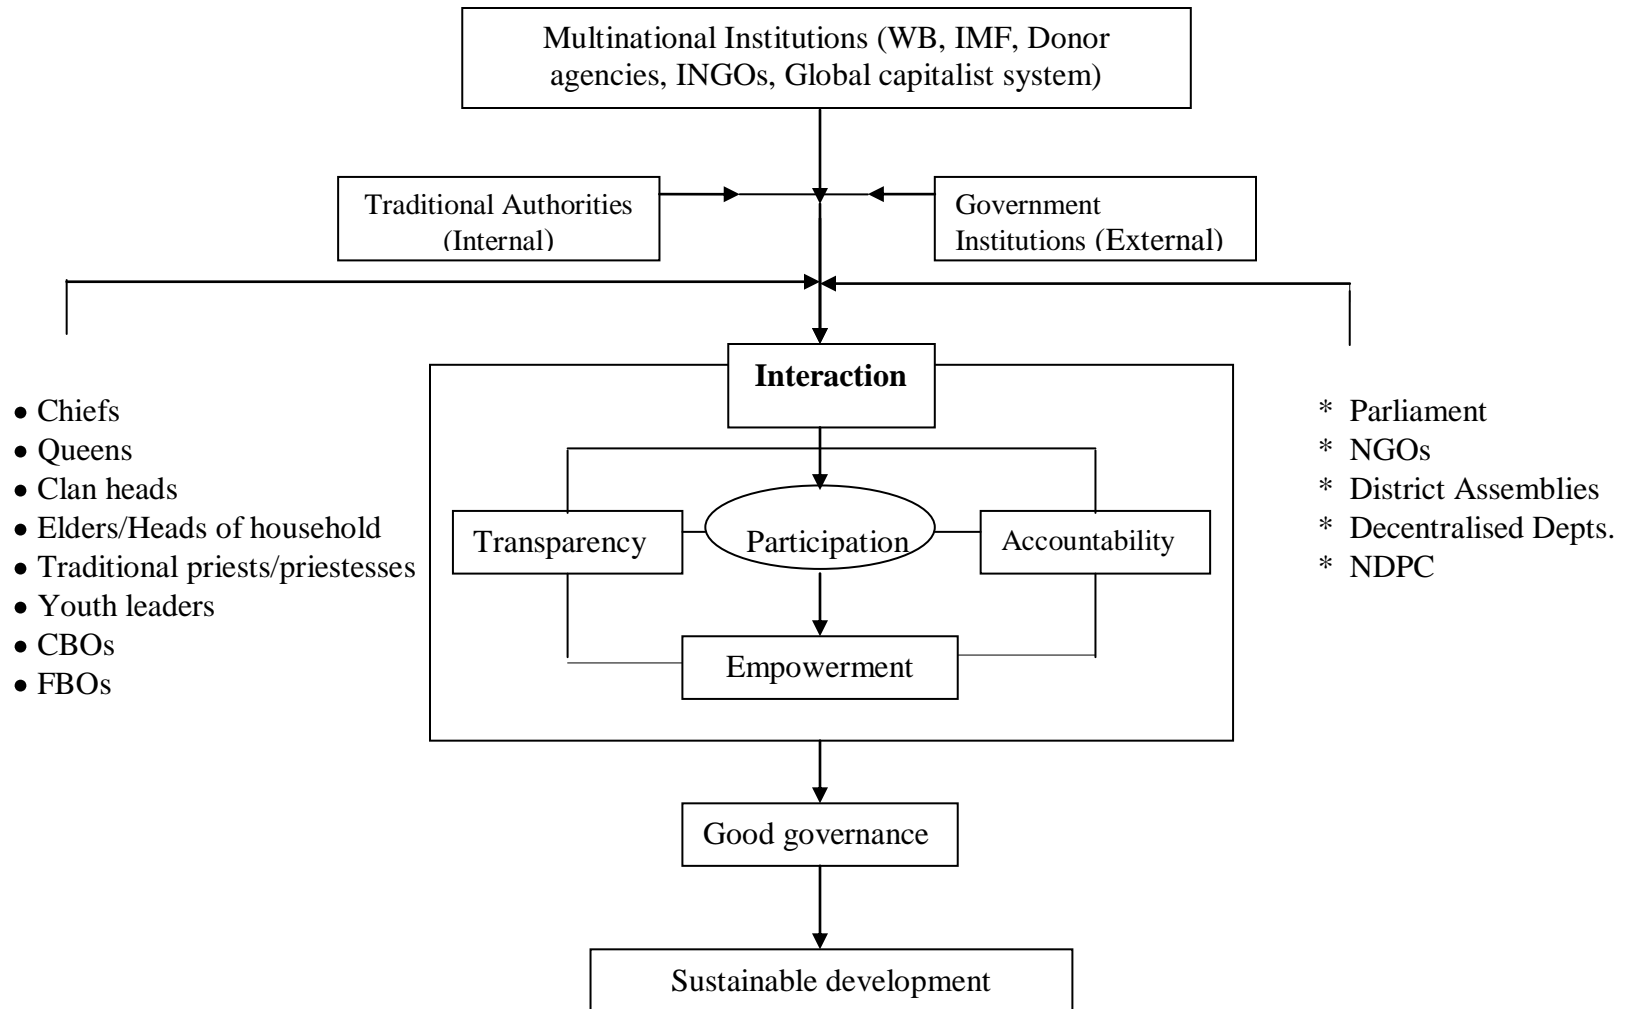 Multinational Institutions (WB, IMF, Donor
agencies, INGOs, Global capitalist system)
Traditional Authorities
(Internal)
Government
Institutions (External)
Interaction
• Chiefs
• Queens
• Clan heads
• Elders/Heads of household
• Traditional priests/priestesses
• Youth leaders
• CBOs
• FBOs
* Parliament
* NGOs
* District Assemblies
* Decentralised Depts.
* NDPC
Transparency
Participation
Accountability
Empowerment
Good governance
Sustainable development